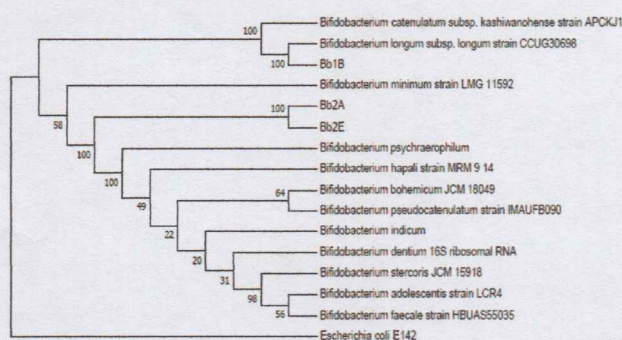 Bifidobacterium catenulatum subsp. kashiwanohense strain APCKJ1
100
Bifidobacterium longum subsp. longum strain CCUG30698
100
Bb1B
Bifidobacterium minimum strain LMG 11592
58
Bb2A
100
Bb2E
100
Bifidobacterium psychraerophilum
100
Bifidobacterium hapali strain MRM 9 14
49
Bifidobacterium bohemicum JCM 18049
64
Bifidobacterium pseudocatenulatum strain IMAUFB090
22
Bifidobacterium indicum
20
Bifidobacterium dentium 16S ribosomal RNA
31
Bifidobacterium stercoris JCM 15918
98
Bifidobacterium adolescentis strain LCR4
56
Bifidobacterium faecale strain HBUAS55035
Escherichia coli E142